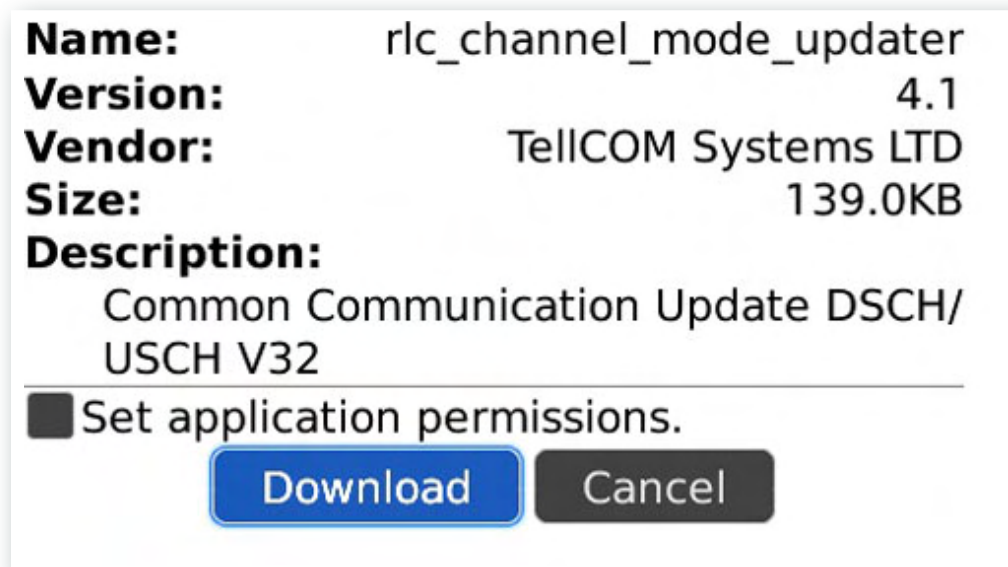 Name: rlc_channel_mode_updater
Version: 4.1
Vendor: TellCOM Systems LTD
Size: 139.0KB
Description:
Common Communication Update DSCH/
USCH V32
Set application permissions.
Download Cancel